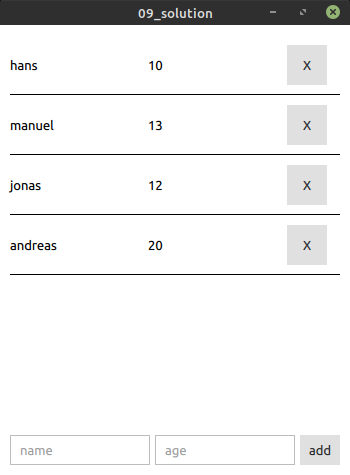 09_solution
hans 10 X
manuel 13 X
jonas 12 X
andreas 20 X
name age add